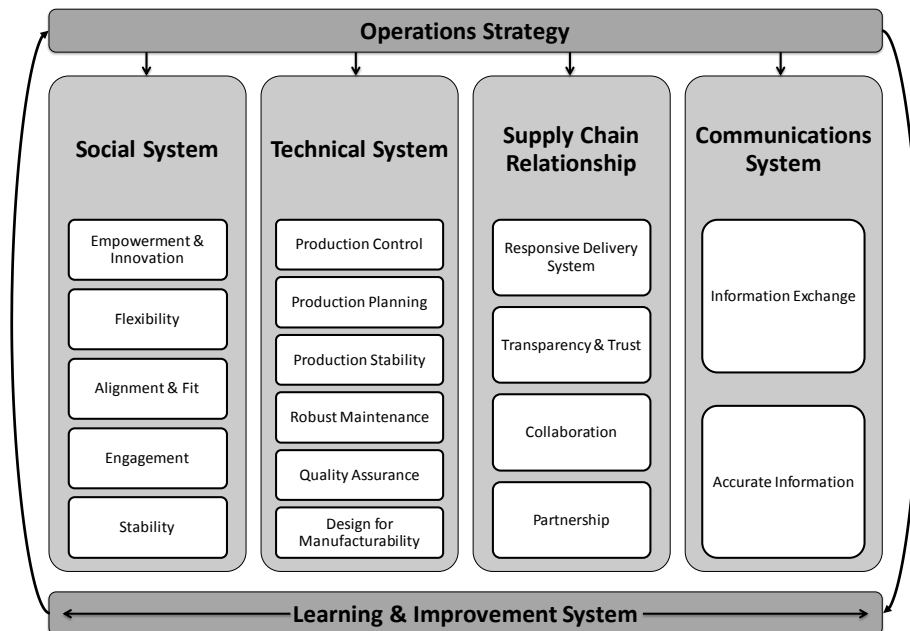 Operations Strategy
Social System
Empowerment &
Innovation
Flexibility
Alignment & Fit
Engagement
Stability
Technical System
Production Control
Production Planning
Production Stability
Robust Maintenance
Quality Assurance
Design for
Manufacturability
Supply Chain
Relationship
Responsive Delivery
System
Transparency & Trust
Collaboration
Partnership
Communications
System
Information Exchange
Accurate Information
Learning & Improvement System